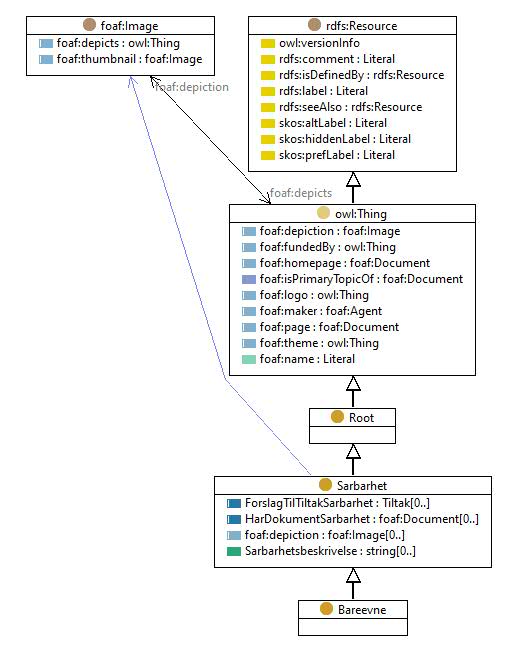 foaf:Image
foaf:depicts : owl:Thing
foaf:thumbnail : foaf:Image
rdfs:Resource
owl:versionInfo
rdfs:comment : Literal
rdfs:isDefinedBy : rdfs:Resource
rdfs:label : Literal
rdfs:seeAlso : rdfs:Resource
skos:altLabel : Literal
skos:hiddenLabel : Literal
skos:prefLabel : Literal
foaf:depiction
foaf:depicts
owl:Thing
foaf:depiction : foaf:Image
foaf:fundedBy : owl:Thing
foaf:homepage : foaf:Document
foaf:isPrimaryTopicOf : foaf:Document
foaf:logo : owl:Thing
foaf:maker : foaf:Agent
foaf:page : foaf:Document
foaf:theme : owl:Thing
foaf:name : Literal
Root
Sarbarhet
ForslagTilTiltakSarbarhet : Tiltak[0..]
HarDokumentSarbarhet : foaf:Document[0..]
foaf:depiction : foaf:Image[0..]
Sarbarhetsbeskrivelse : string[0..]
Bareevne